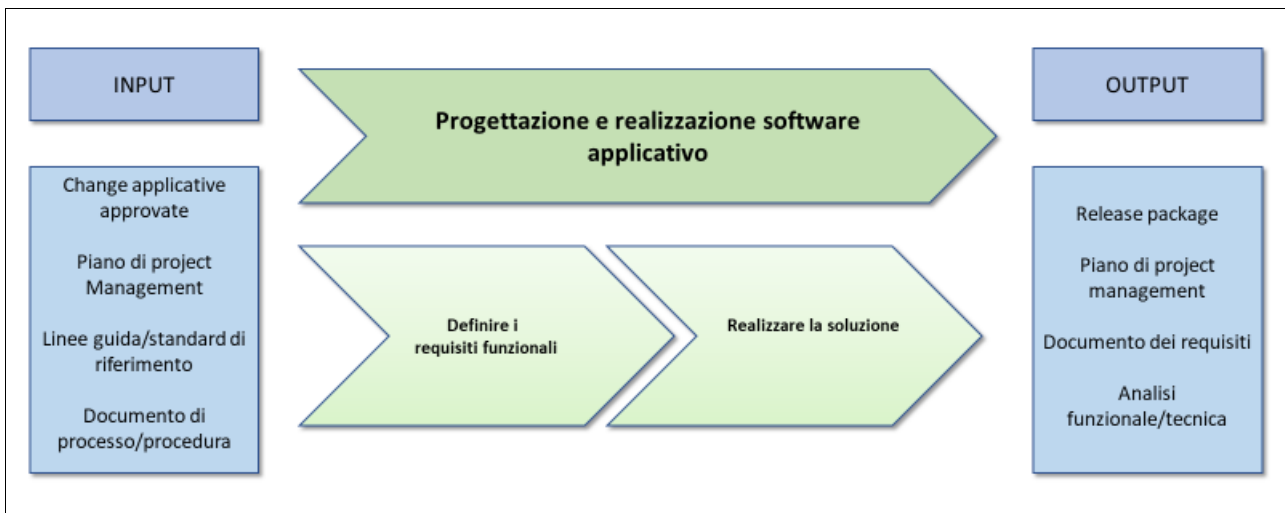 INPUT
Change applicative
approvate
Piano di project
Management
Linee guida/standard di
riferimento
Documento di
processo/procedura
Progettazione e realizzazione software
applicativo
Definire i
requisiti funzionali
Realizzare la soluzione
OUTPUT
Release package
Piano di project
management
Documento dei requisiti
Analisi
funzionale/tecnica